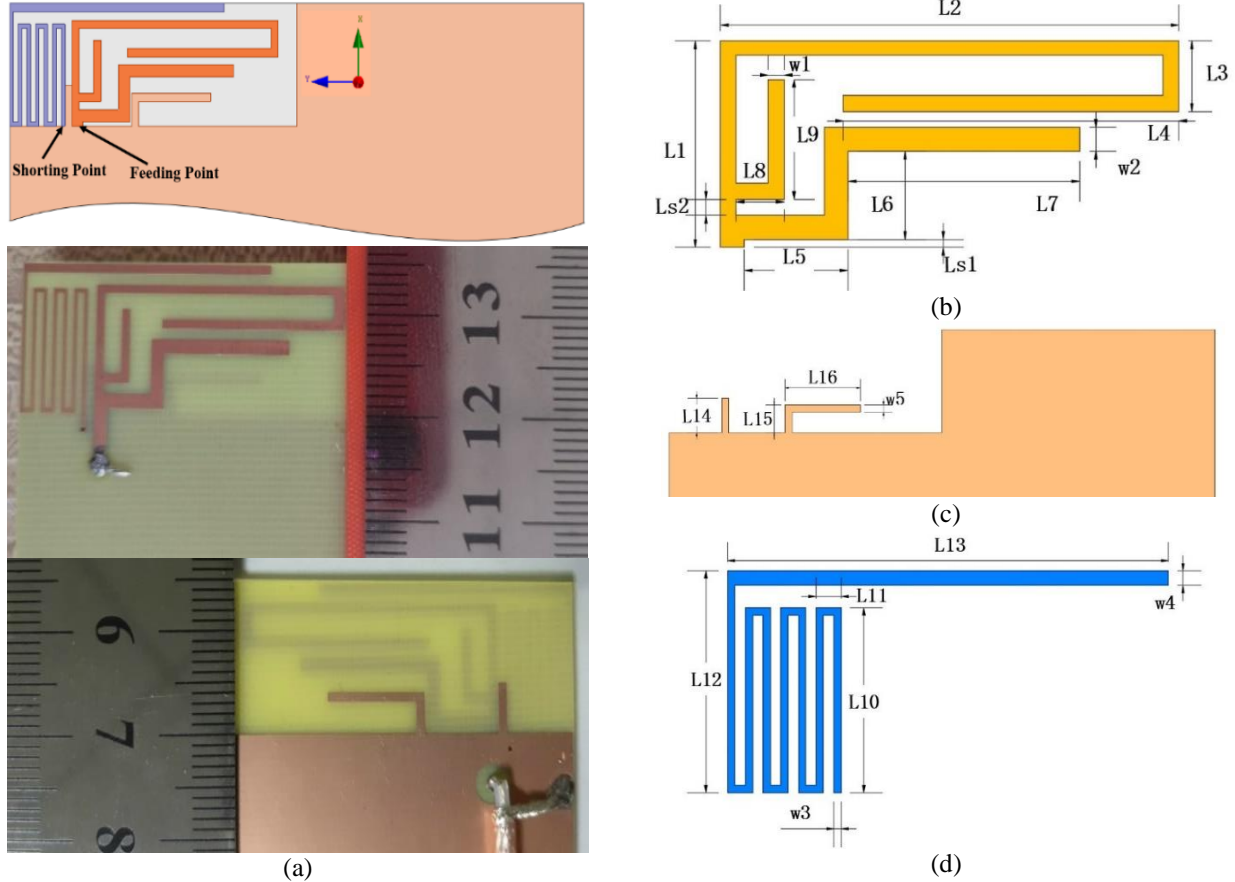 X
Y
Shorting Point
Feeding Point
13
12
11
6
7
8
(a)
L2
w1
L3
L1
L9
L4
L8
w2
L6
L7
Ls2
L5
Ls1
(b)
L16
L14
L15
w5
(c)
L13
L11
w4
L12
L10
w3
(d)